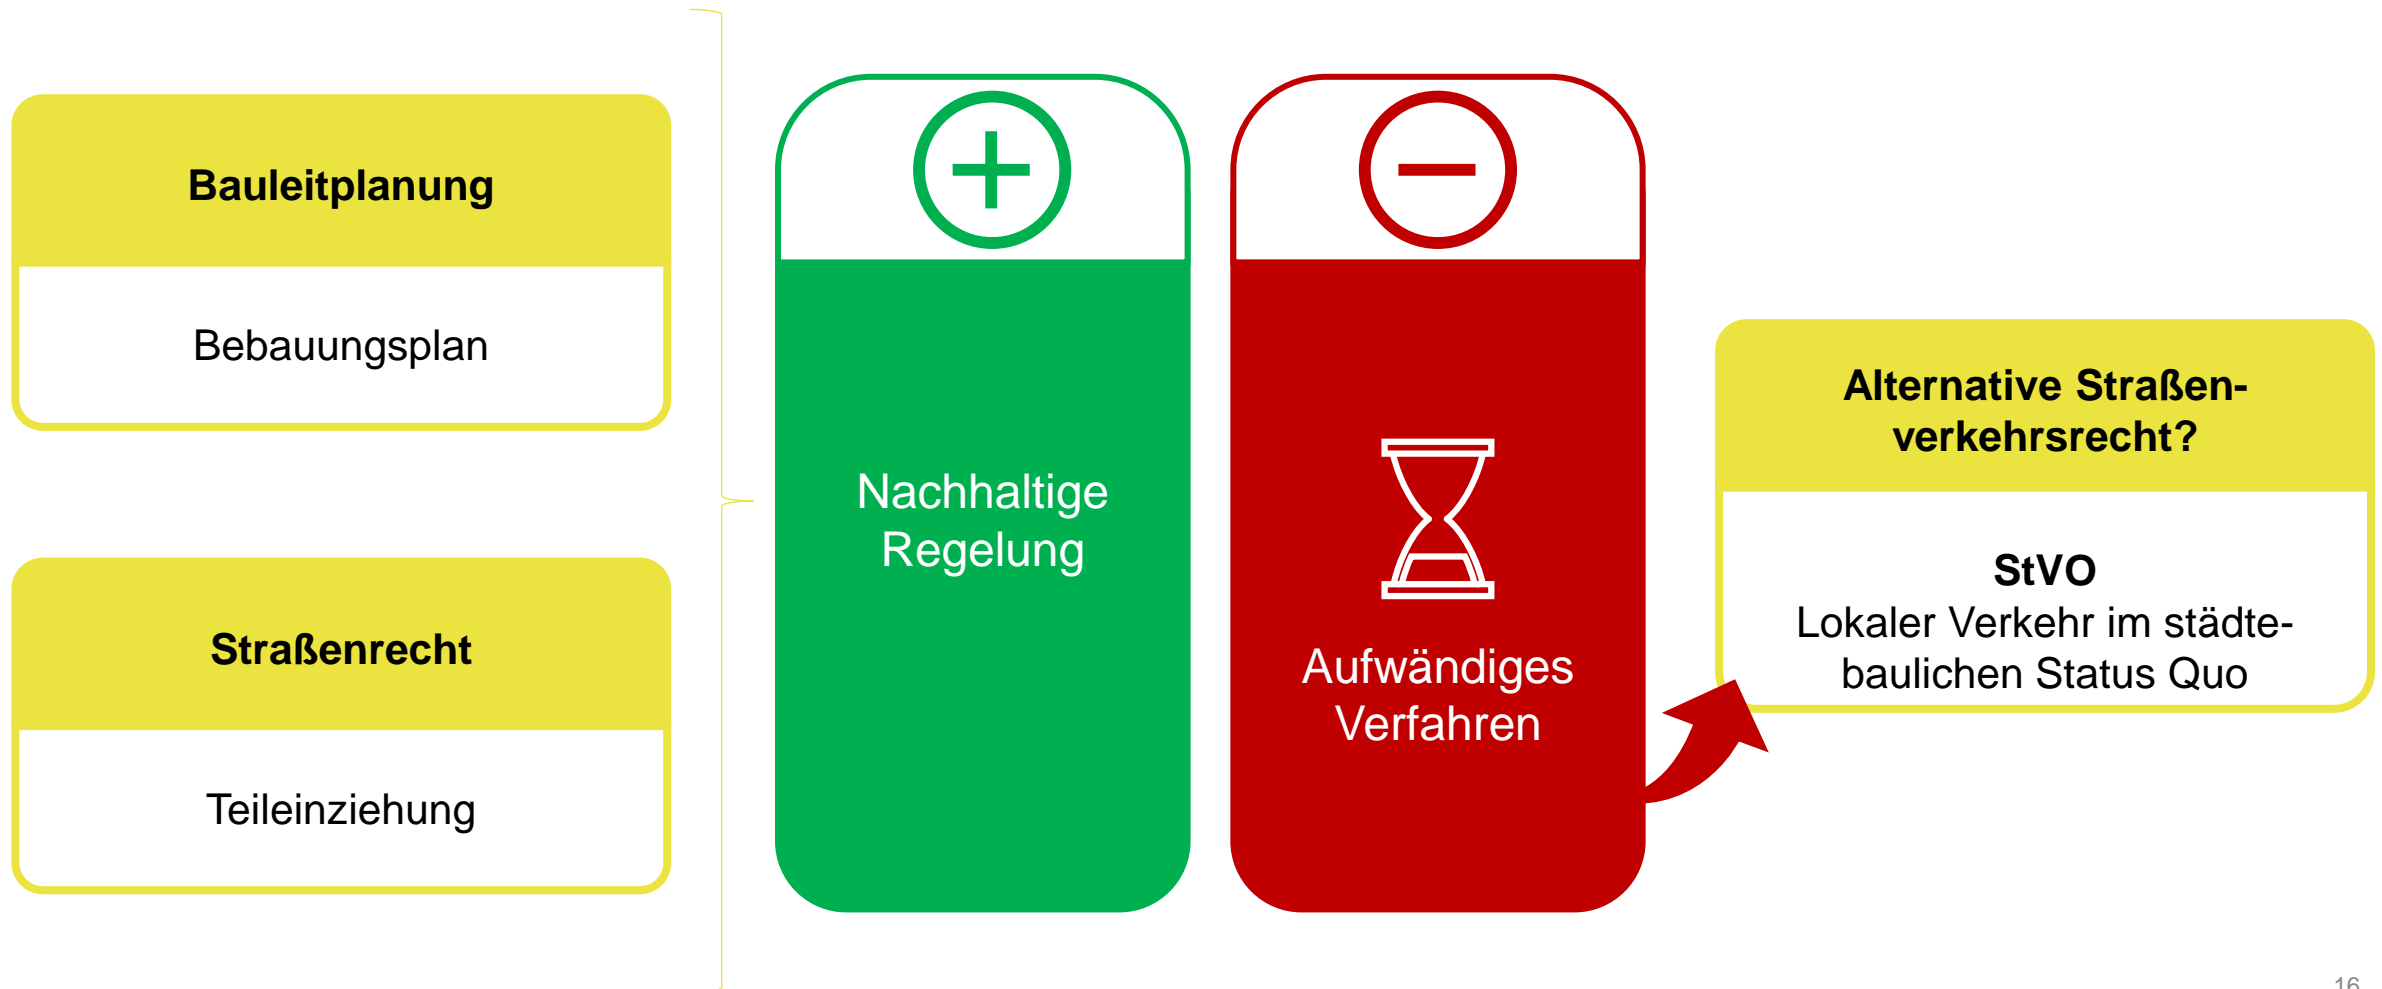 Bauleitplanung
Bebauungsplan
Straßenrecht
Teileinziehung
Nachhaltige
Regelung
Aufwändiges
Verfahren
Alternative Straßen-
verkehrsrecht?
StVO
Lokaler Verkehr im städte-
baulichen Status Quo
16